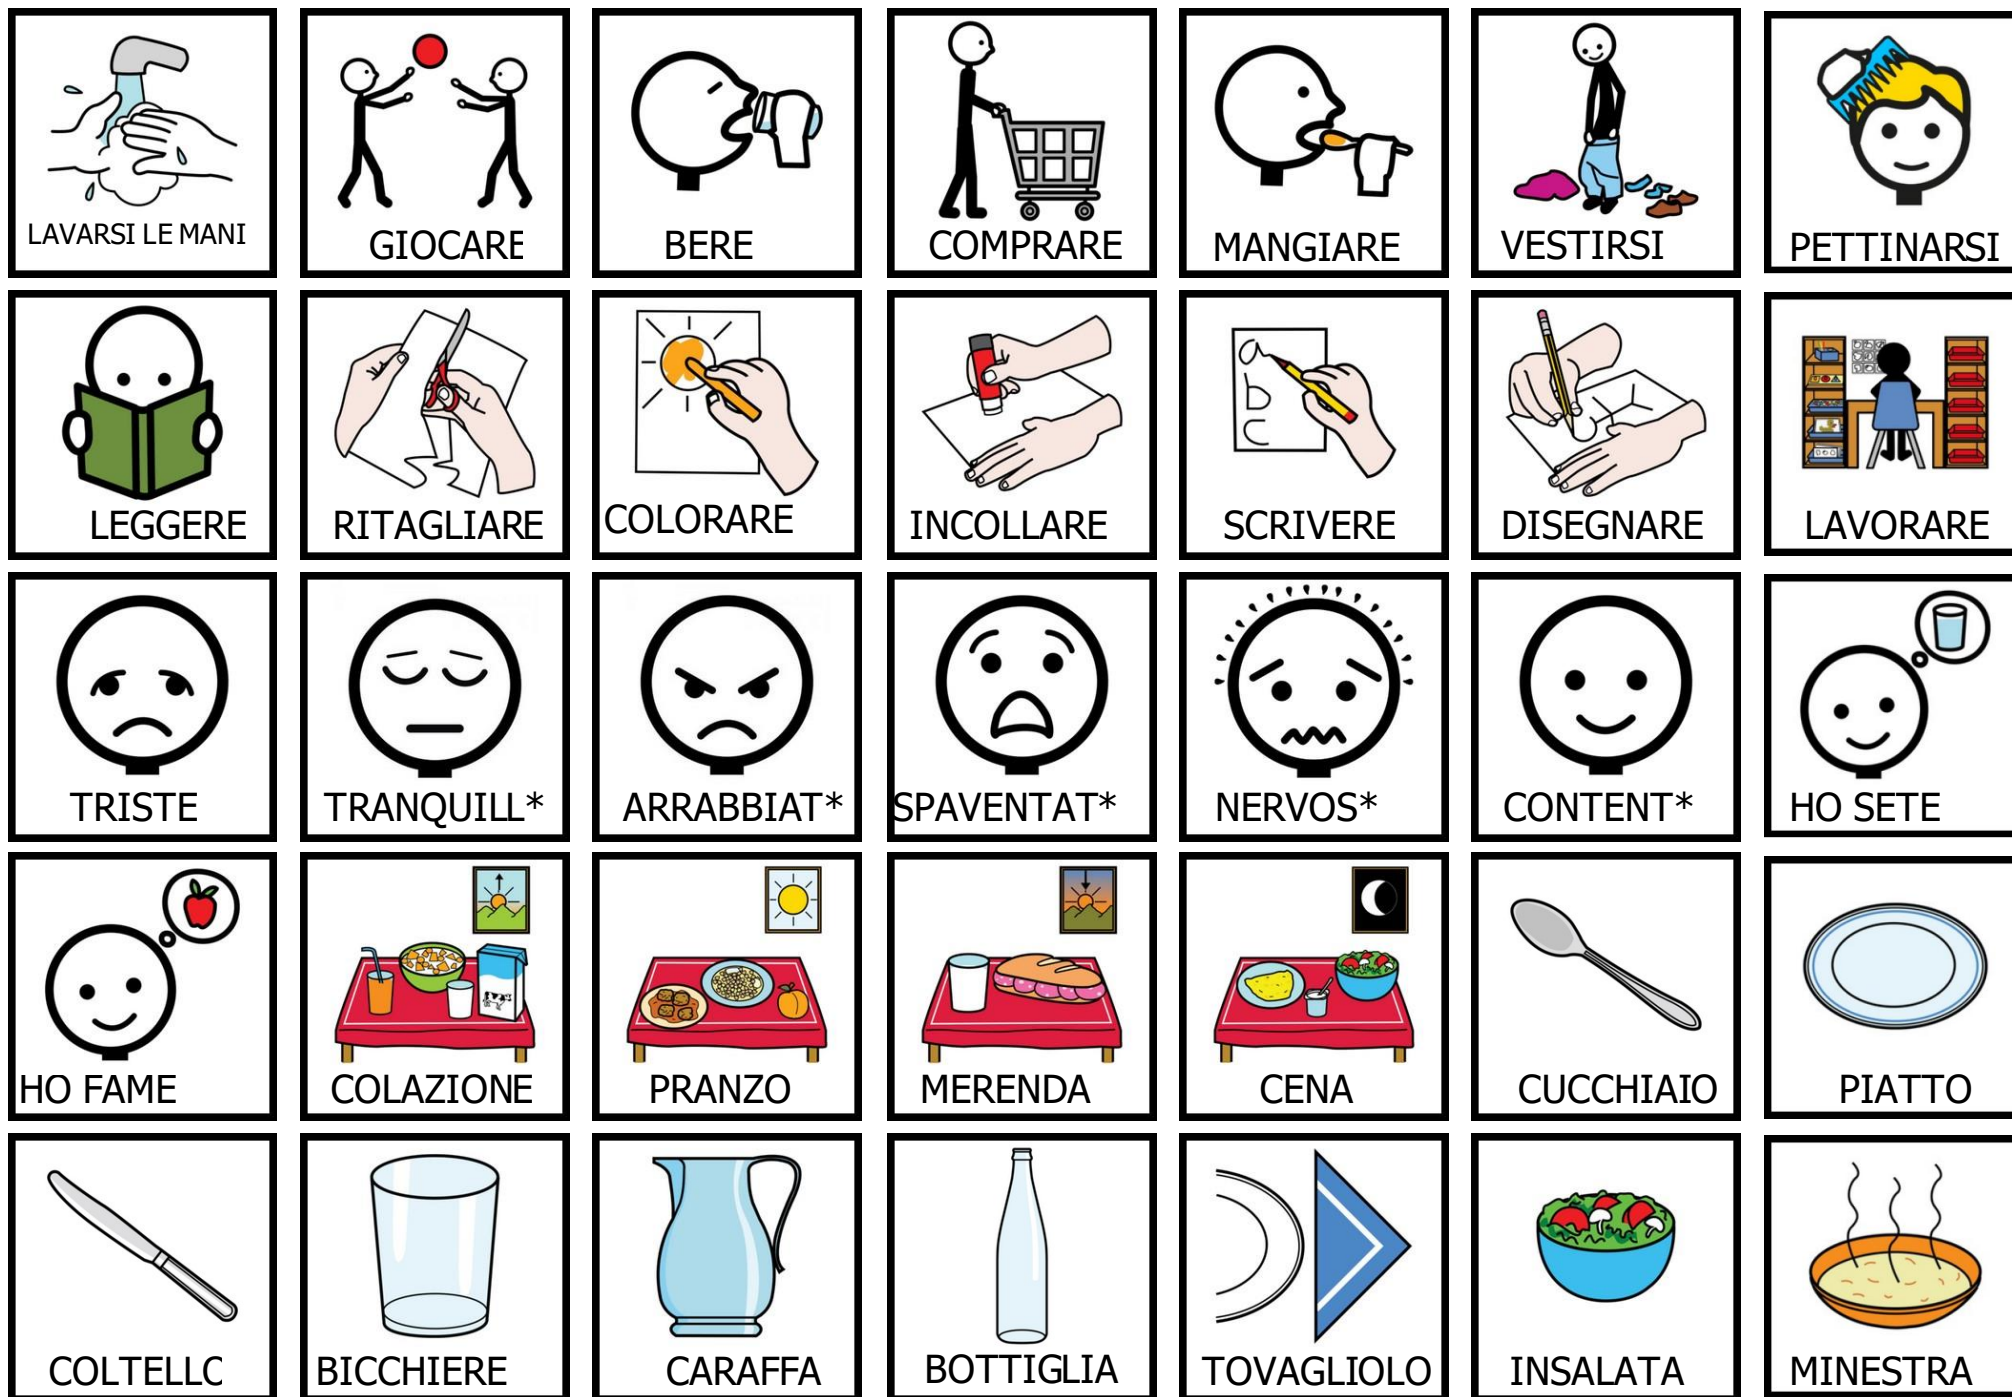 LAVARSI LE MANI
GIOCARE
BERE
COMPRARE
MANGIARE
VESTIRSI
PETTINARSI
LEGGERE
RITAGLIARE
COLORARE
INCOLLARE
SCRIVERE
DISEGNARE
LAVORARE
TRISTE
TRANQUILL*
ARRABBIAT*
SPAVENTAT*
NERVOS*
CONTENT*
HO SETE
HO FAME
COLAZIONE
PRANZO
MERENDA
CENA
CUCCHIAIO
PIATTO
COLTELLO
BICCHIERE
CARAFFA
BOTTIGLIA
TOVAGLIOLO
INSALATA
MINESTRA